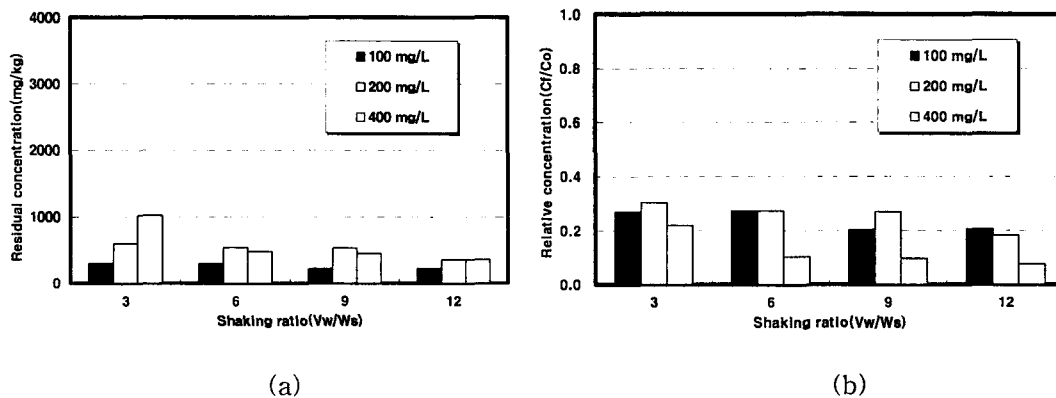 4000
3000
2000
1000
0
Residual concentration(mg/kg)
100 mg/L
200 mg/L
400 mg/L
3 6 9 12
Shaking ratio(Vw/Ws)
(a)
1.0
0.8
0.6
0.4
0.2
0.0
Relative concentration(Cf/Co)
100 mg/L
200 mg/L
400 mg/L
3 6 9 12
Shaking ratio(Vw/Ws)
(b)